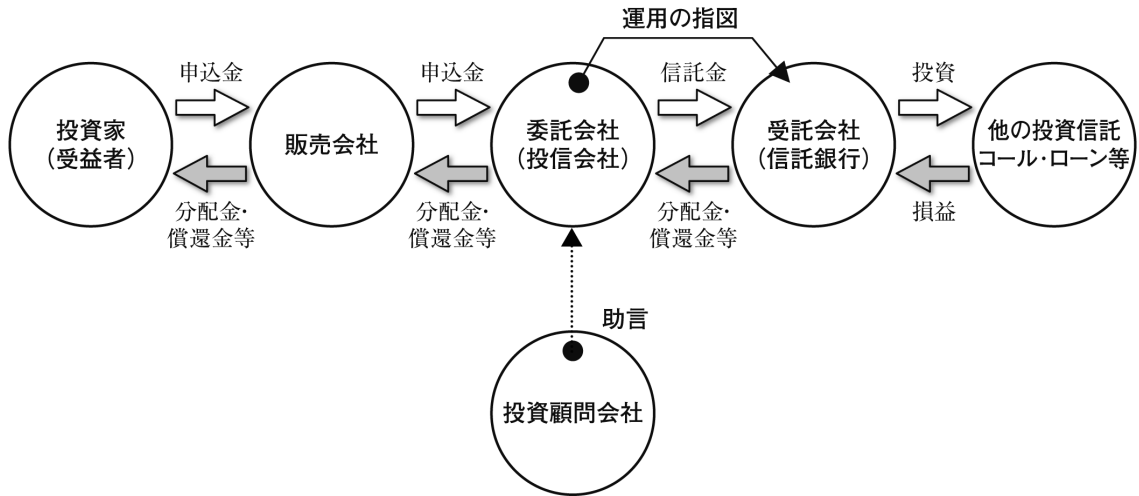 運用の指図
申込金
申込金
信託金
投資
投資家
(受益者)
販売会社
委託会社
(投信会社)
受託会社
(信託銀行)
他の投資信託
コール・ローン等
分配金・
償還金等
分配金・
償還金等
分配金・
償還金等
損益
助言
投資顧問会社